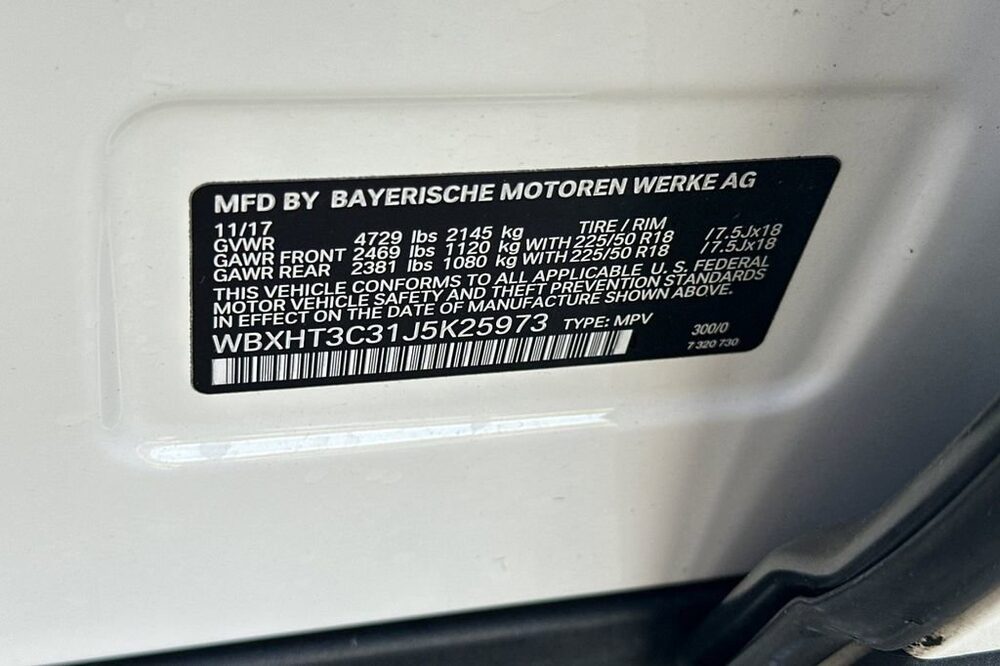 MFD BY BAYERISCHE MOTOREN WERKE AG
11/17 TIRE / RIM
GVWR 4729 lbs 2145 kg
GAWR FRONT 2469 lbs 1120 kg WITH 225/50 R18 /7.5Jx18
GAWR REAR 2381 lbs 1080 kg WITH 225/50 R18 /7.5Jx18
THIS VEHICLE CONFORMS TO ALL APPLICABLE U. S. FEDERAL
MOTOR VEHICLE SAFETY AND THEFT PREVENTION STANDARDS
IN EFFECT ON THE DATE OF MANUFACTURE SHOWN ABOVE.
WBXHT3C31J5K25973 TYPE: MPV 300/0
7 320 730